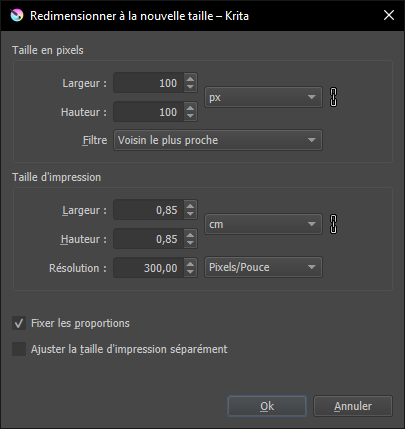 Redimensionner à la nouvelle taille – Krita
Taille en pixels
Largeur : 100
px
Hauteur : 100
Filtre Voisin le plus proche
Taille d'impression
Largeur : 0,85
cm
Hauteur : 0,85
Résolution : 300,00 Pixels/Pouce
Fixer les proportions
Ajuster la taille d'impression séparément
Ok Annuler